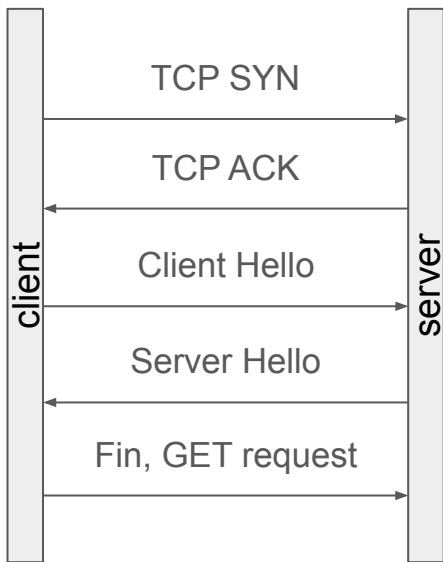 TCP SYN
TCP ACK
client
Client Hello
server
Server Hello
Fin, GET request